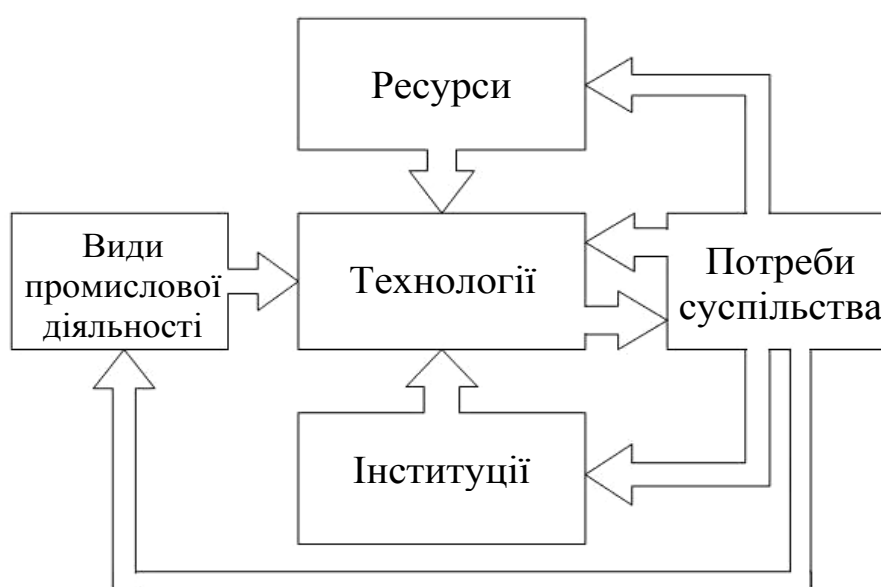 Ресурси
Види
промислової
діяльності
Технології
Потреби
суспільства
Інституції